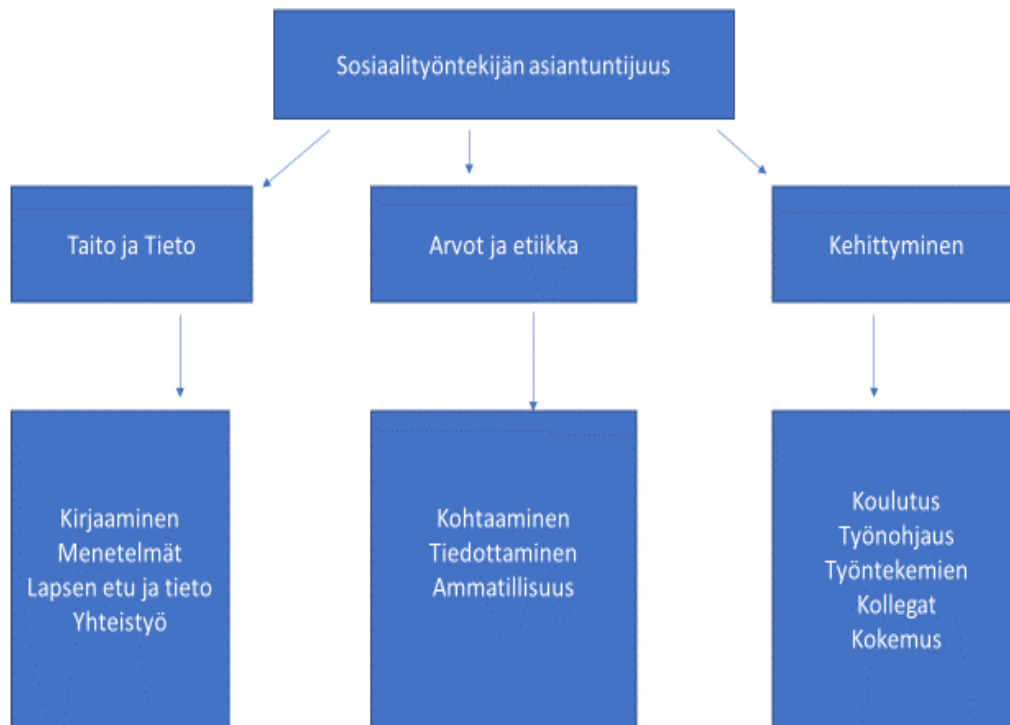 Sosiaalityöntekijän asiantuntijuus
Taito ja Tieto
Arvot ja etiikka
Kehittyminen
Kirjaaminen
Menetelmät
Lapsen etu ja tieto
Yhteistyö
Kohtaaminen
Tiedottaminen
Ammatillisuus
Koulutus
Työnohjaus
Työntekemien
Kollegat
Kokemus